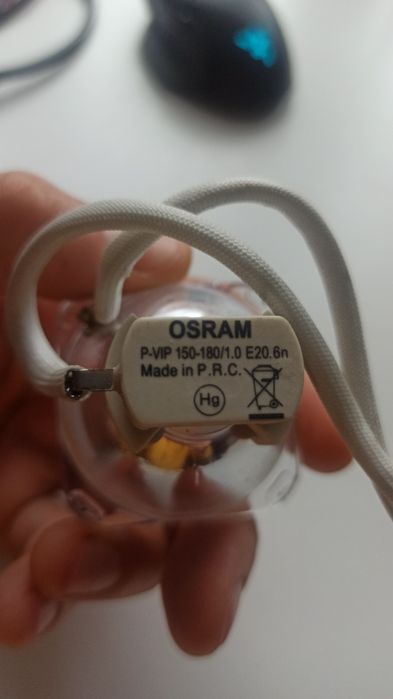 OSRAM
P-VIP 150-180/1.0 E20.6n
Made in P.R.C.
Hg